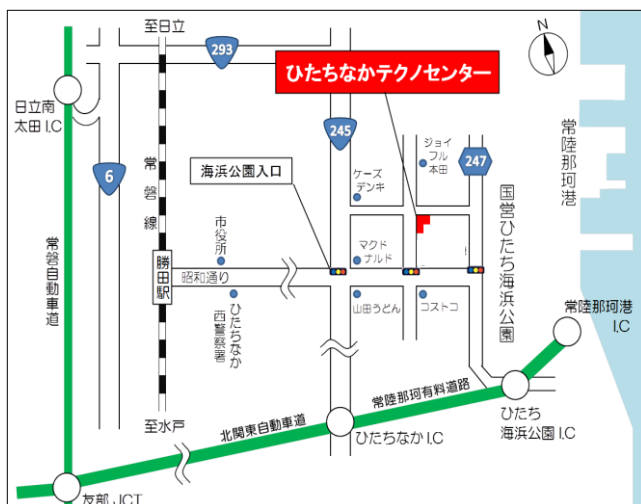 至日立
293
N
ひたちなかテクノセンター
日立南
太田 I.C
245
ジョイ
フル
本田
247
常陸那珂港
6
常磐線
海浜公園入口
ケーズ
デンキ
国営ひたち海浜公園
市役所
マクド
ナルド
常磐自動車道
勝田駅
昭和通り
ひたちなか
西警察署
山田うどん
コストコ
常陸那珂港
I.C
常陸那珂有料道路
至水戸
北関東自動車道
ひたちなか I.C
ひたち
海浜公園 I.C
友部 JCT